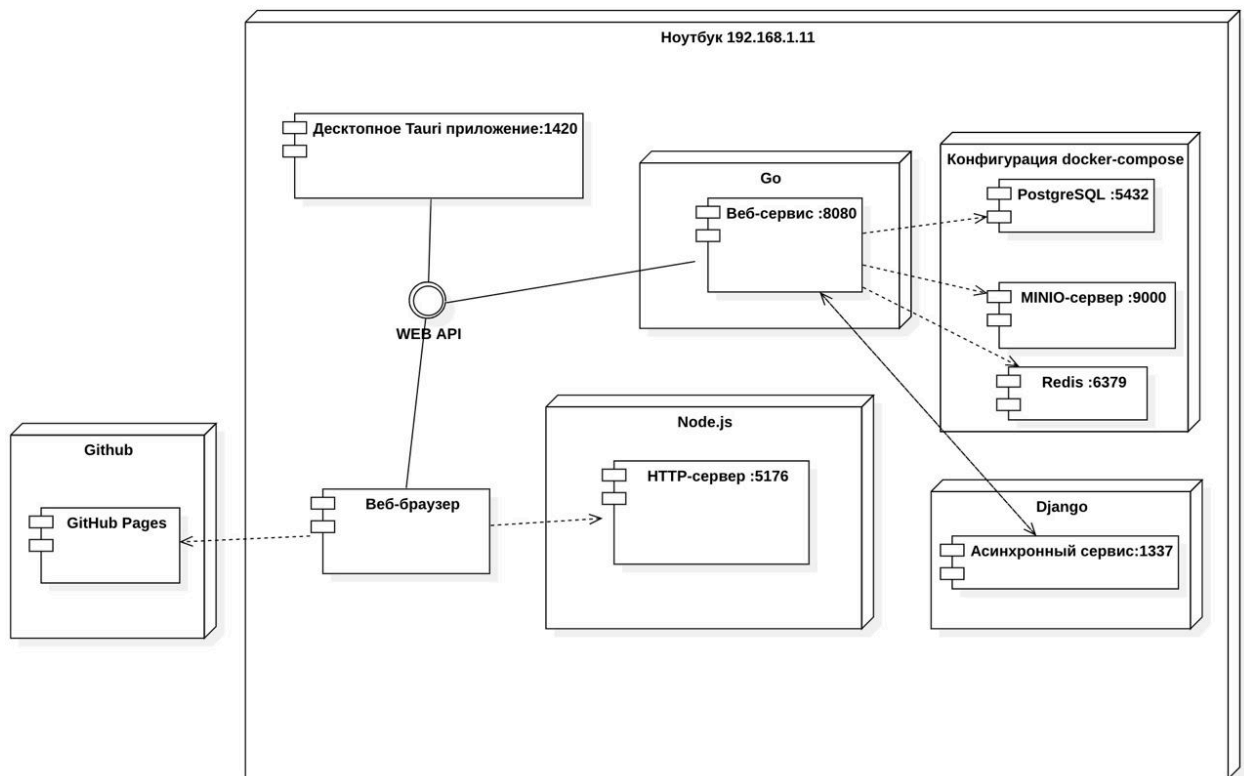 Ноутбук 192.168.1.11
Десктопное Tauri приложение:1420
Go
Веб-сервис :8080
Конфигурация docker-compose
PostgreSQL :5432
MINIO-сервер :9000
Redis :6379
WEB API
Github
GitHub Pages
Веб-браузер
Node.js
HTTP-сервер :5176
Django
Асинхронный сервис:1337